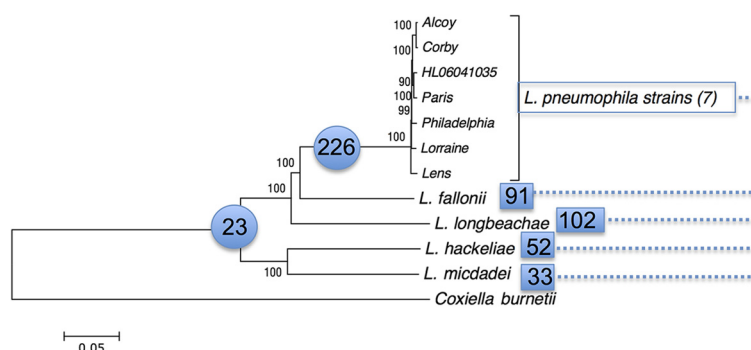 100
Alcoy
100
Corby
HL06041035
90
100
Paris
L. pneumophila strains (7)
99
Philadelphia
100
226
Lorraine
100
Lens
100
L. fallonii 91
23
L. longbeachae 102
L. hackeliae 52
100
L. micdadei 33
Coxiella burnetii
0.05